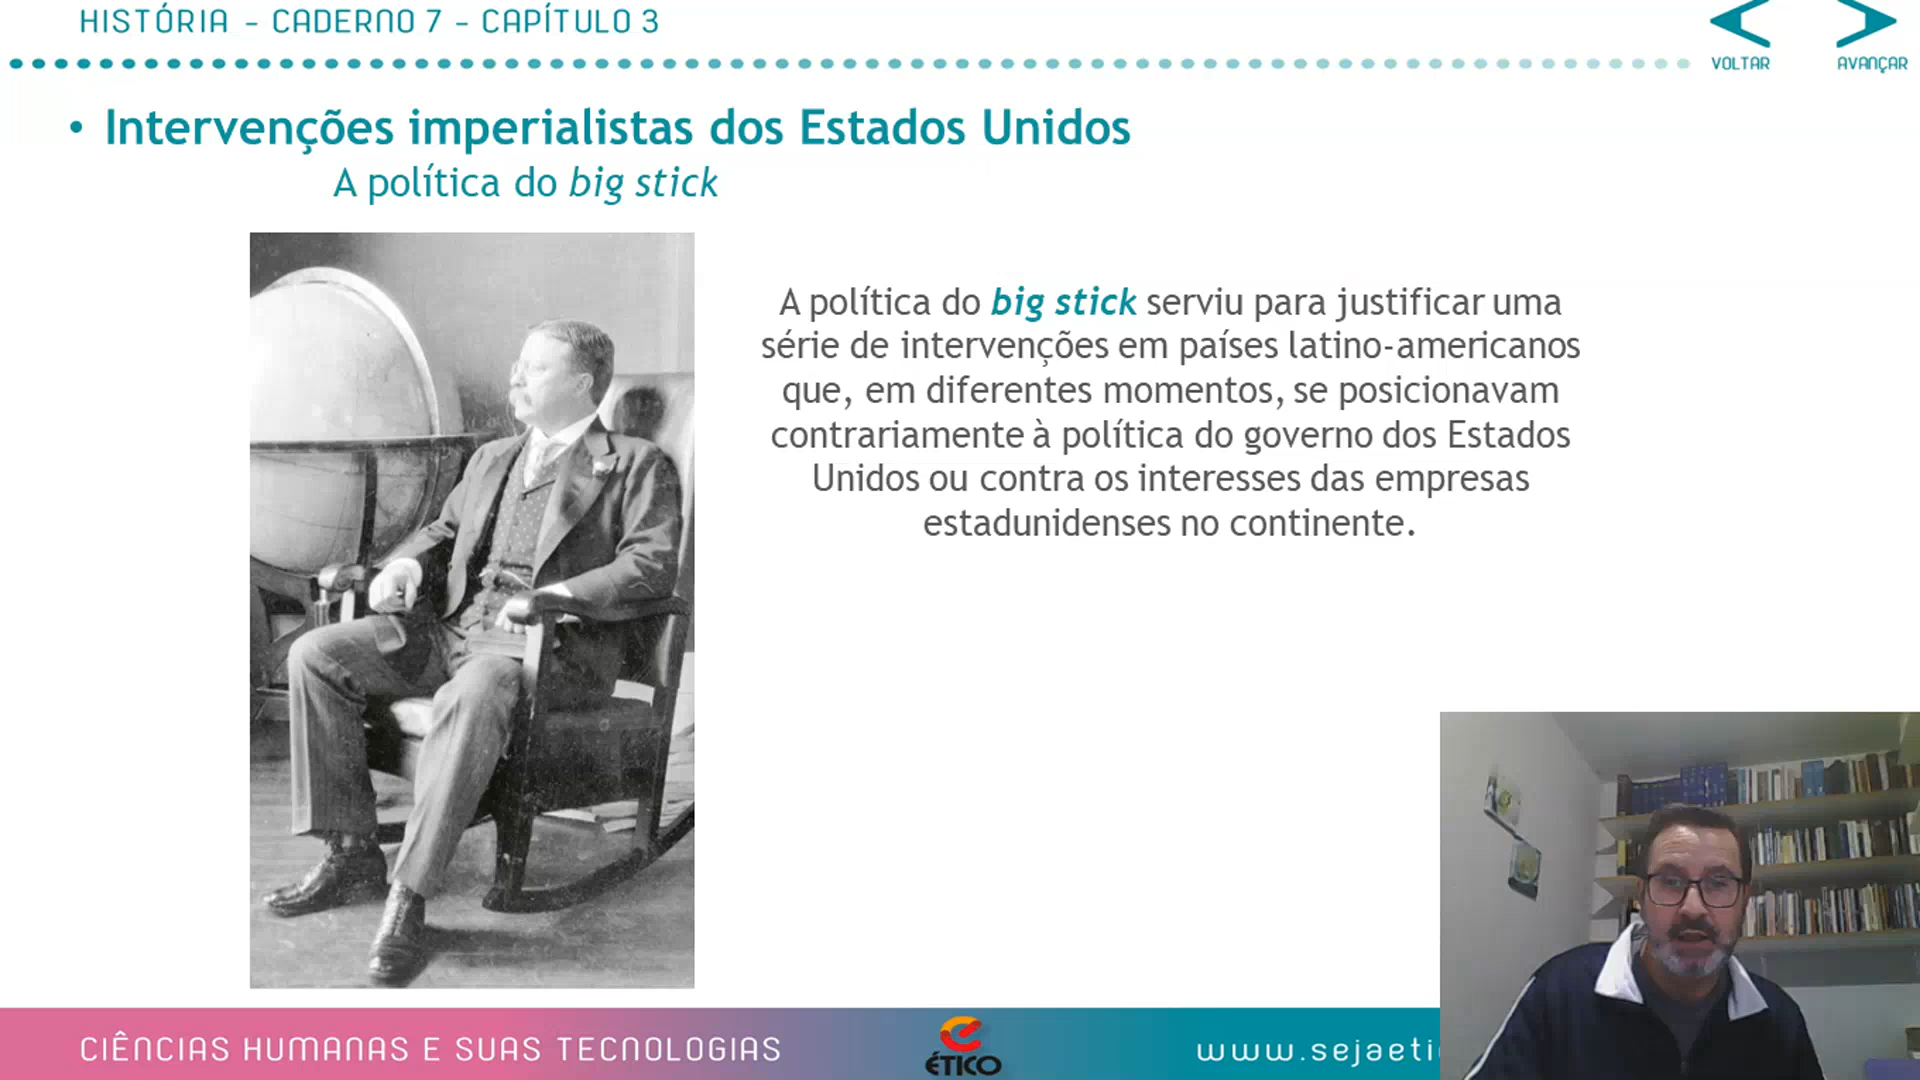 HISTÓRIA - CADERNO 7 - CAPÍTULO 3
VOLTAR
AVANÇAR
• Intervenções imperialistas dos Estados Unidos
A política do big stick
A política do big stick serviu para justificar uma
série de intervenções em países latino-americanos
que, em diferentes momentos, se posicionavam
contrariamente à política do governo dos Estados
Unidos ou contra os interesses das empresas
estadunidenses no continente.
CIÊNCIAS HUMANAS E SUAS TECNOLOGIAS
ÉTICO
www.sejaeti